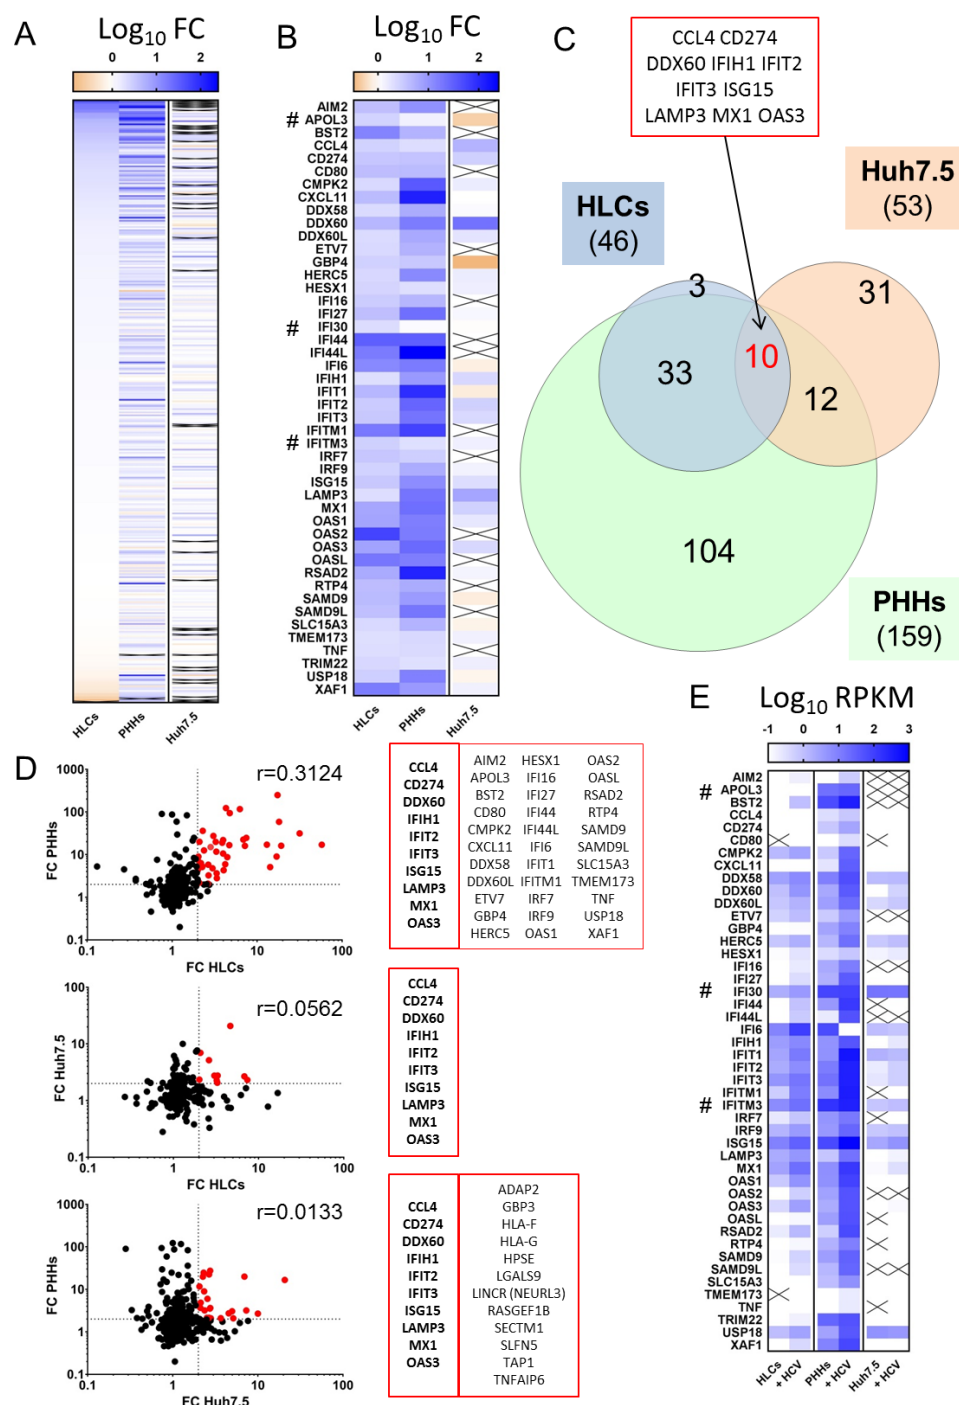 A
Log10 FC
0 1 2
HLCs
PHHs
Huh7.5
B
Log10 FC
0 1 2
AIM2
# APOL3
BST2
CCL4
CD274
CD80
CMPK2
CXCL11
DDX58
DDX60
DDX60L
ETV7
GBP4
HERC5
HESX1
IFI16
IFI27
# IFI30
IFI44
IFI44L
IFI6
IFIH1
IFIT1
IFIT2
IFIT3
IFITM1
# IFITM3
IRF7
IRF9
ISG15
LAMP3
MX1
OAS1
OAS2
OAS3
OASL
RSAD2
RTP4
SAMD9
SAMD9L
SLC15A3
TMEM173
TNF
TRIM22
USP18
XAF1
HLCs
PHHs
Huh7.5
C
CCL4 CD274
DDX60 IFIH1 IFIT2
IFIT3 ISG15
LAMP3 MX1 OAS3
HLCs
(46)
Huh7.5
(53)
3
31
33
10
12
104
PHHs
(159)
D
r=0.3124
1000
100
10
1
0.1
0.1 1 10 100
FC PHHs
FC HLCs
CCL4
CD274
DDX60
IFIH1
IFIT2
IFIT3
ISG15
LAMP3
MX1
OAS3
AIM2 HESX1 OAS2
APOL3 IFI16 OASL
BST2 IFI27 RSAD2
CD80 IFI44 RTP4
CMPK2 IFI44L SAMD9
CXCL11 IFI6 SAMD9L
DDX58 IFIT1 SLC15A3
DDX60L IFITM1 TMEM173
ETV7 IRF7 TNF
GBP4 IRF9 USP18
HERC5 OAS1 XAF1
r=0.0562
100
10
1
0.1
0.1 1 10 100
FC Huh7.5
FC HLCs
CCL4
CD274
DDX60
IFIH1
IFIT2
IFIT3
ISG15
LAMP3
MX1
OAS3
r=0.0133
1000
100
10
1
0.1
0.1 1 10 100
FC PHHs
FC Huh7.5
CCL4
CD274
DDX60
IFIH1
IFIT2
IFIT3
ISG15
LAMP3
MX1
OAS3
ADAP2
GBP3
HLA-F
HLA-G
HPSE
LGALS9
LINCR (NEURL3)
RASGEF1B
SECTM1
SLFN5
TAP1
TNFAIP6
E
Log10 RPKM
-1 0 1 2 3
AIM2
# APOL3
BST2
CCL4
CD274
CD80
CMPK2
CXCL11
DDX58
DDX60
DDX60L
ETV7
GBP4
HERC5
HESX1
IFI16
IFI27
# IFI30
IFI44
IFI44L
IFI6
IFIH1
IFIT1
IFIT2
IFIT3
IFITM1
# IFITM3
IRF7
IRF9
ISG15
LAMP3
MX1
OAS1
OAS2
OAS3
OASL
RSAD2
RTP4
SAMD9
SAMD9L
SLC15A3
TMEM173
TNF
TRIM22
USP18
XAF1
HLCs
+ HCV
PHHs
+ HCV
Huh7.5
+ HCV